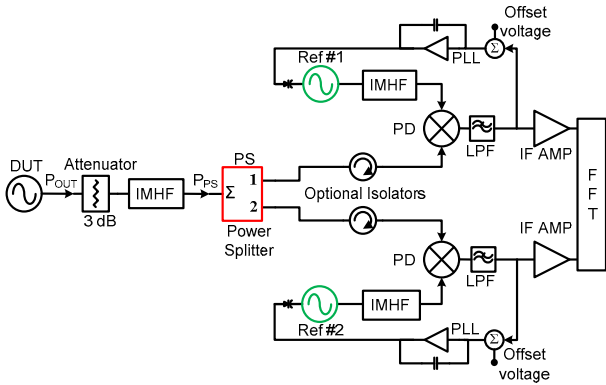 Offset
voltage
Σ
PLL
Ref #1
IMHF
PD
LPF
IF AMP
DUT
Attenuator
P_OUT
3 dB
IMHF
P_PS
PS
Σ
1
2
Power
Splitter
Optional Isolators
FFT
IF AMP
PD
LPF
IMHF
Ref #2
PLL
Σ
Offset
voltage